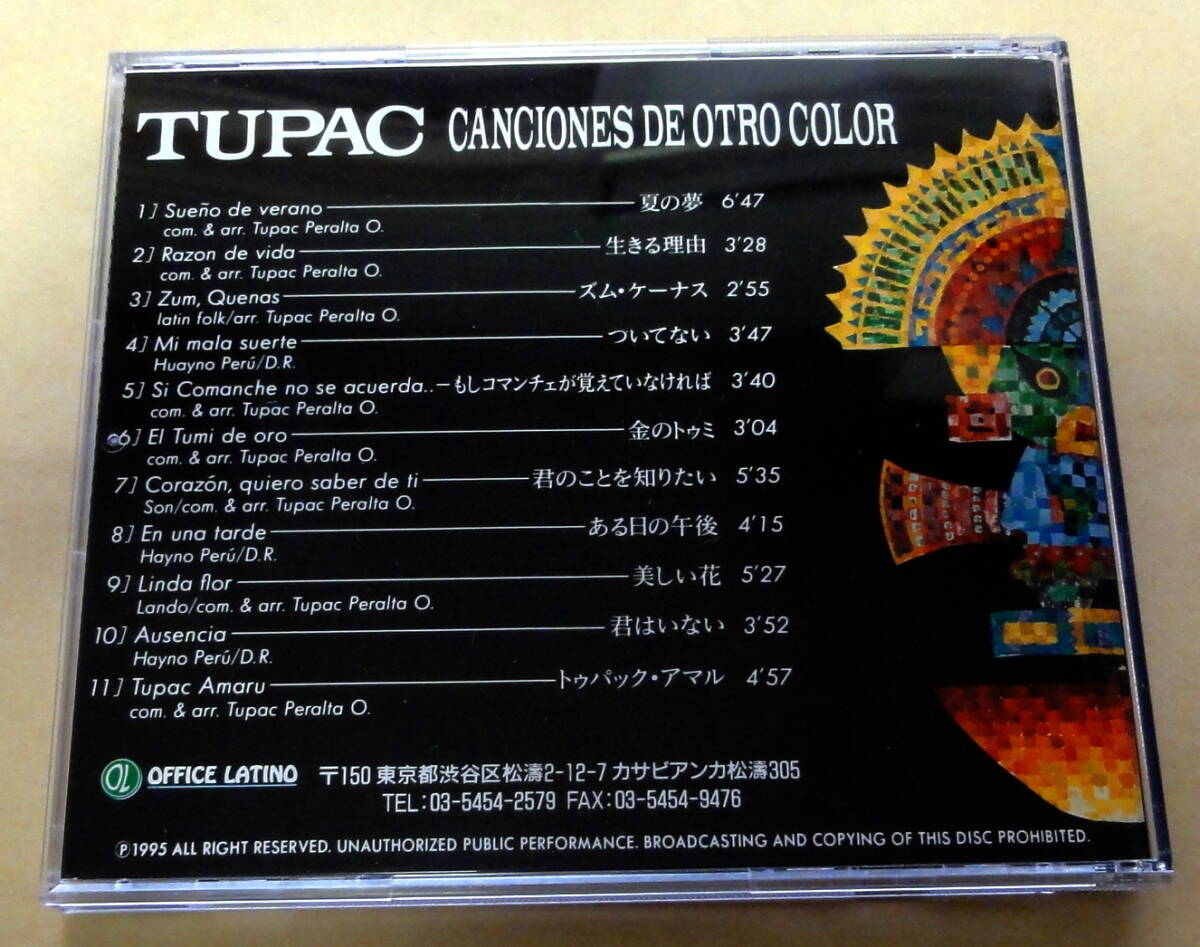 TUPAC CANCIONES DE OTRO COLOR
1] Sueño de verano 夏の夢 6'47
com. & arr. Tupac Peralta O.
2] Razon de vida 生きる理由 3'28
com. & arr. Tupac Peralta O.
3] Zum, Quenas ズム・ケーナス 2'55
latin folk/arr. Tupac Peralta O.
4] Mi mala suerte ついてない 3'47
Huayno Perú/D.R.
5] Si Comanche no se acuerda.. もしコマンチェが覚えていなければ 3'40
com. & arr. Tupac Peralta O.
6] El Tumi de oro 金のトゥミ 3'04
com. & arr. Tupac Peralta O.
7] Corazón, quiero saber de ti 君のことを知りたい 5'35
Son/com. & arr. Tupac Peralta O.
8] En una tarde ある日の午後 4'15
Hayno Perú/D.R.
9] Linda flor 美しい花 5'27
Lando/com. & arr. Tupac Peralta O.
10] Ausencia 君はいない 3'52
Hayno Perú/D.R.
11] Tupac Amaru トゥパック・アマル 4'57
com. & arr. Tupac Peralta O.
OL OFFICE LATINO 〒150 東京都渋谷区松濤2-12-7 カサビアンカ松濤305
TEL:03-5454-2579 FAX:03-5454-9476
℗1995 ALL RIGHT RESERVED. UNAUTHORIZED PUBLIC PERFORMANCE. BROADCASTING AND COPYING OF THIS DISC PROHIBITED.